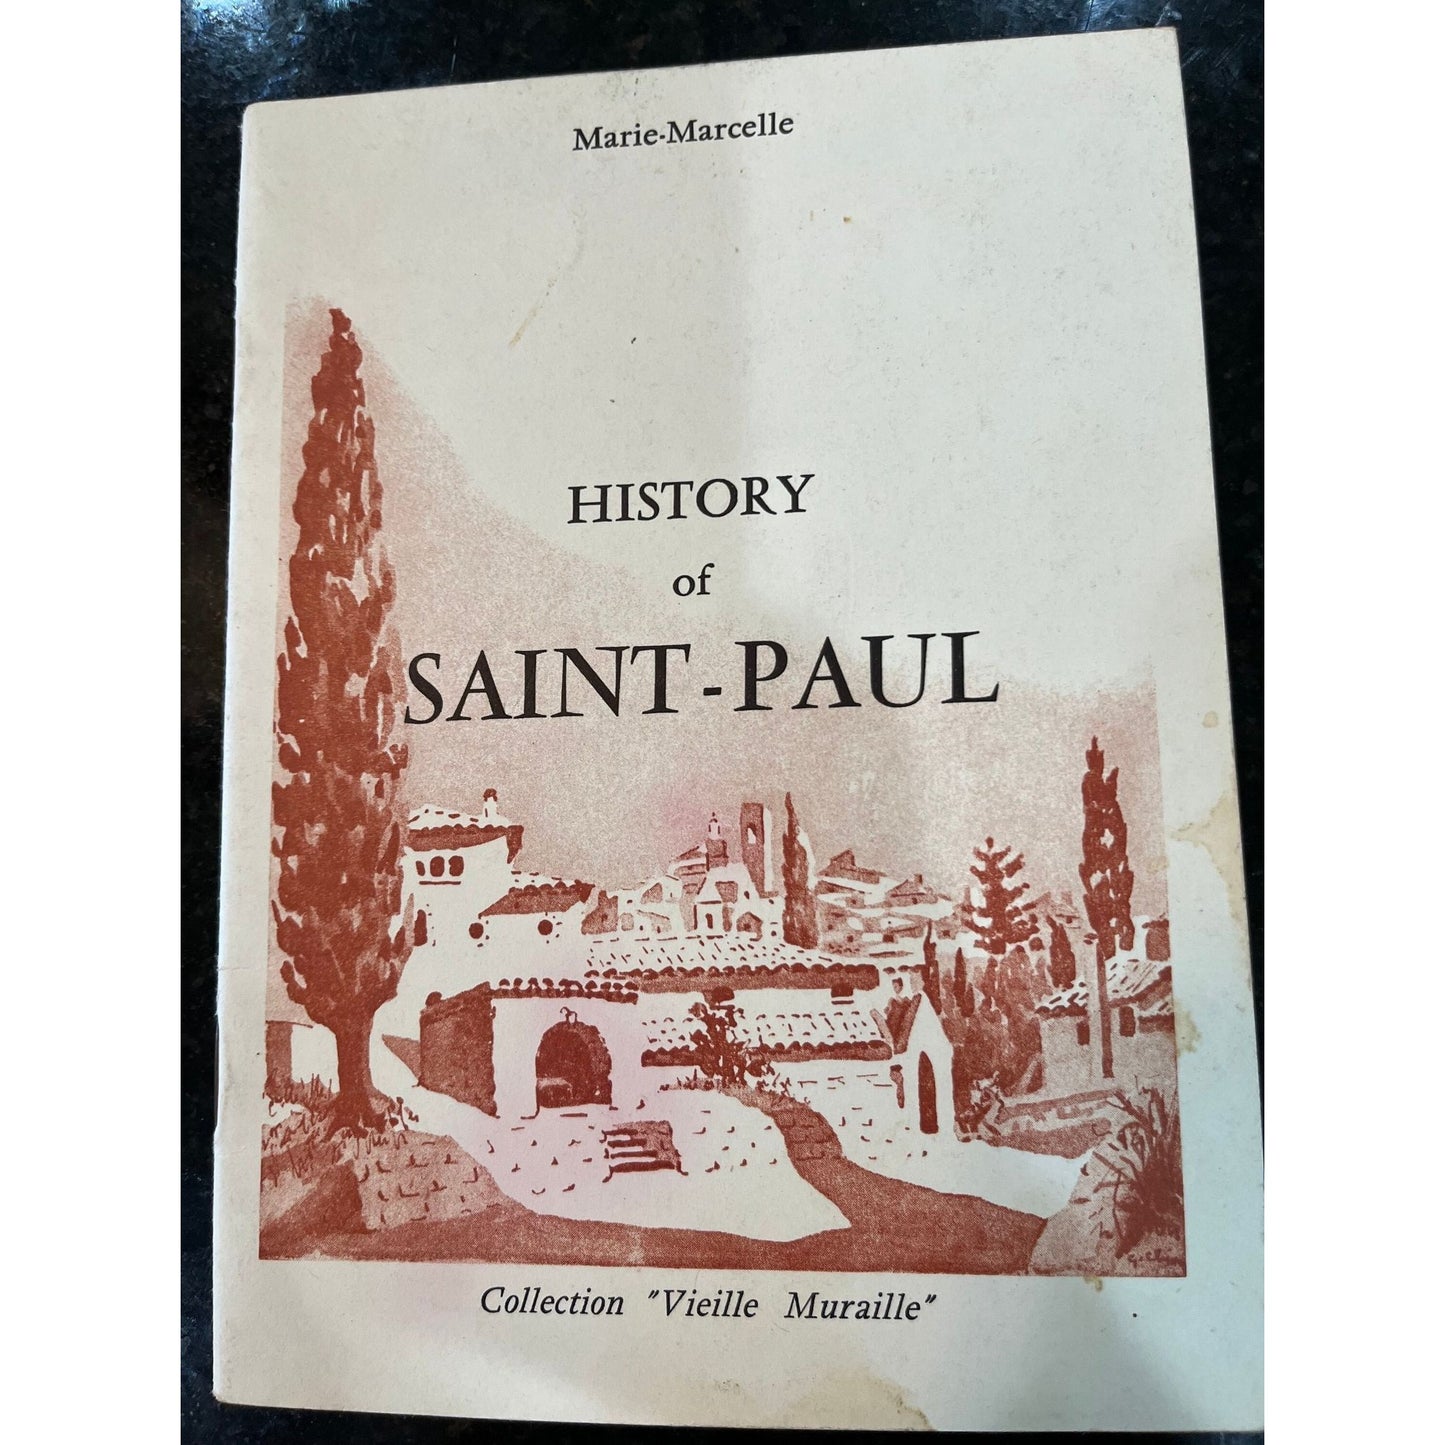 Marie-Marcelle
HISTORY
of
SAINT-PAUL
Collection "Vieille Muraille"